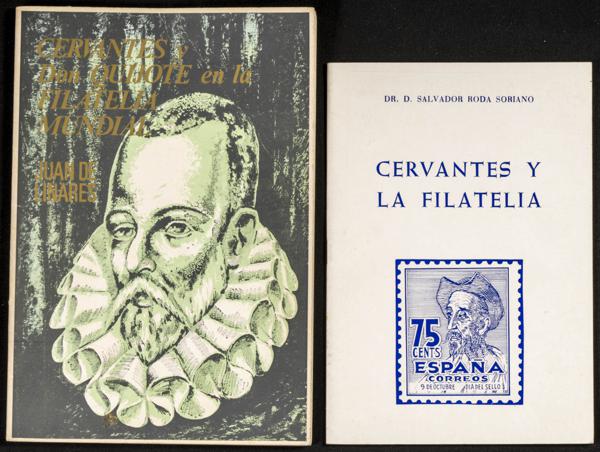 CERVANTES y
Don QUIJOTE en la
FILATELIA
MUNDIAL
JUAN DE
LINARES
DR. D. SALVADOR RODA SORIANO
CERVANTES Y
LA FILATELIA
75
CENTS
ESPAÑA
CORREOS
9 DE OCTUBRE DIA DEL SELLO